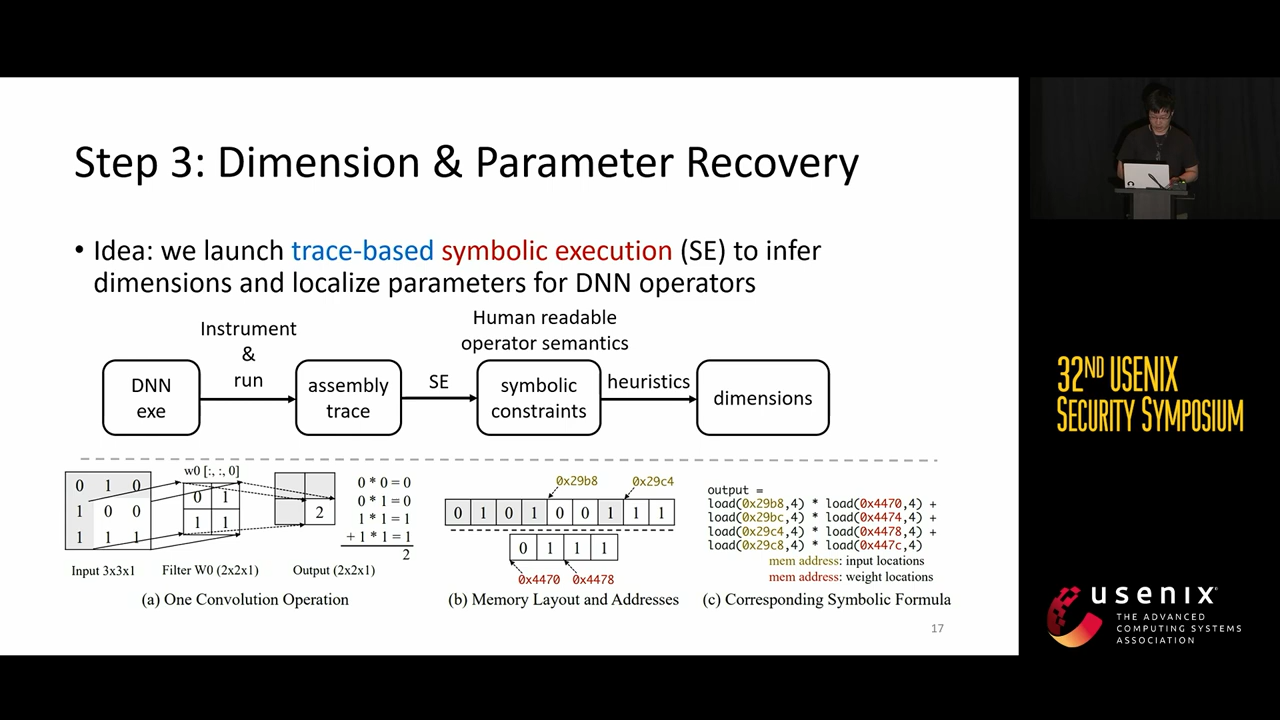 Step 3: Dimension & Parameter Recovery
• Idea: we launch trace-based symbolic execution (SE) to infer
dimensions and localize parameters for DNN operators
Instrument
&
run
Human readable
operator semantics
DNN
exe
assembly
trace
SE
symbolic
constraints
heuristics
dimensions
0 1 0
1 0 0
1 1 1
Input 3x3x1
w0 [:, :, 0]
0 1
1 1
Filter W0 (2x2x1)
2
Output (2x2x1)
0 * 0 = 0
0 * 1 = 0
1 * 1 = 1
+ 1 * 1 = 1
2
(a) One Convolution Operation
0x29b8
0x29c4
0 1 0 1 0 0 1 1 1
0 1 1 1
0x4470 0x4478
(b) Memory Layout and Addresses
output =
load(0x29b8,4) * load(0x4470,4) +
load(0x29bc,4) * load(0x4474,4) +
load(0x29c4,4) * load(0x4478,4) +
load(0x29c8,4) * load(0x447c,4)
mem address: input locations
mem address: weight locations
(c) Corresponding Symbolic Formula
17
32ND USENIX
SECURITY SYMPOSIUM
usenix
THE ADVANCED
COMPUTING SYSTEMS
ASSOCIATION